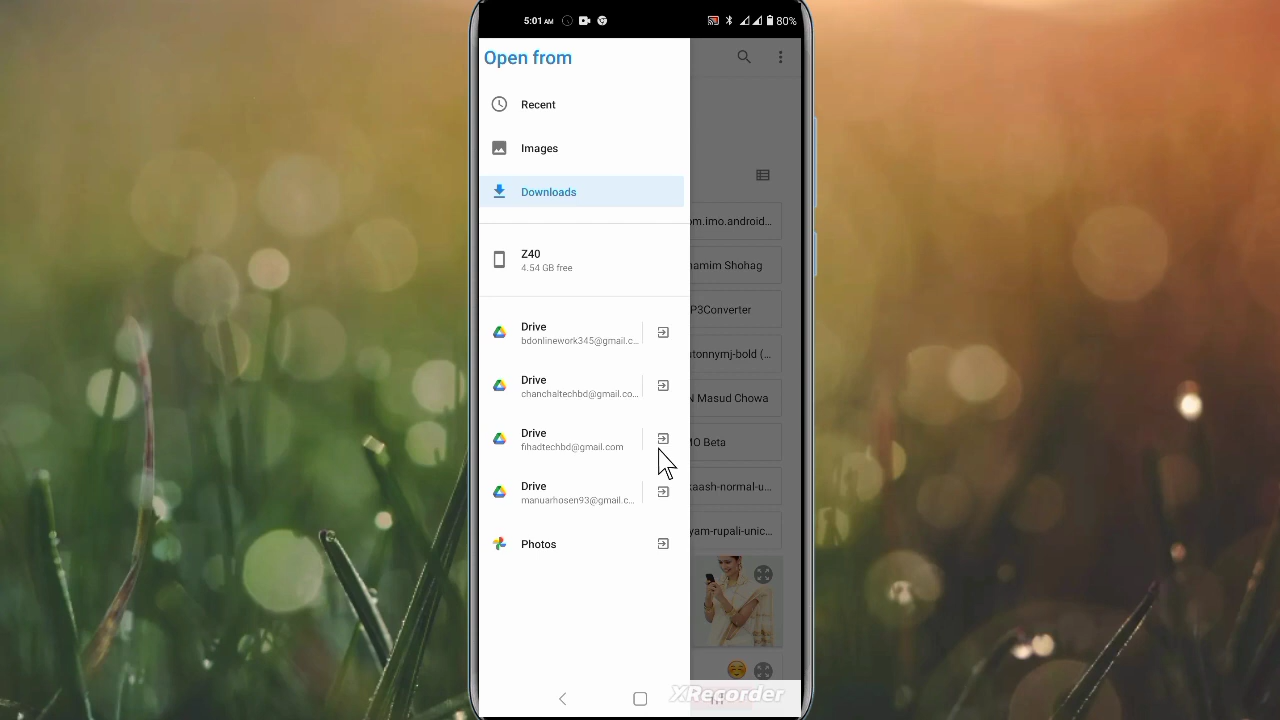 5:01 AM
80%
Open from
Recent
Images
Downloads
Z40
4.54 GB free
Drive
bdonlinework345@gmail.c...
Drive
chanchaltechbd@gmail.co...
Drive
fihadtechbd@gmail.com
Drive
manuarhosen93@gmail.c...
Photos
om.imo.android...
amim Shohag
P3Converter
utonnymj-bold (...
N Masud Chowa
MO Beta
kaash-normal-u...
yam-rupali-unic...
XRecorder